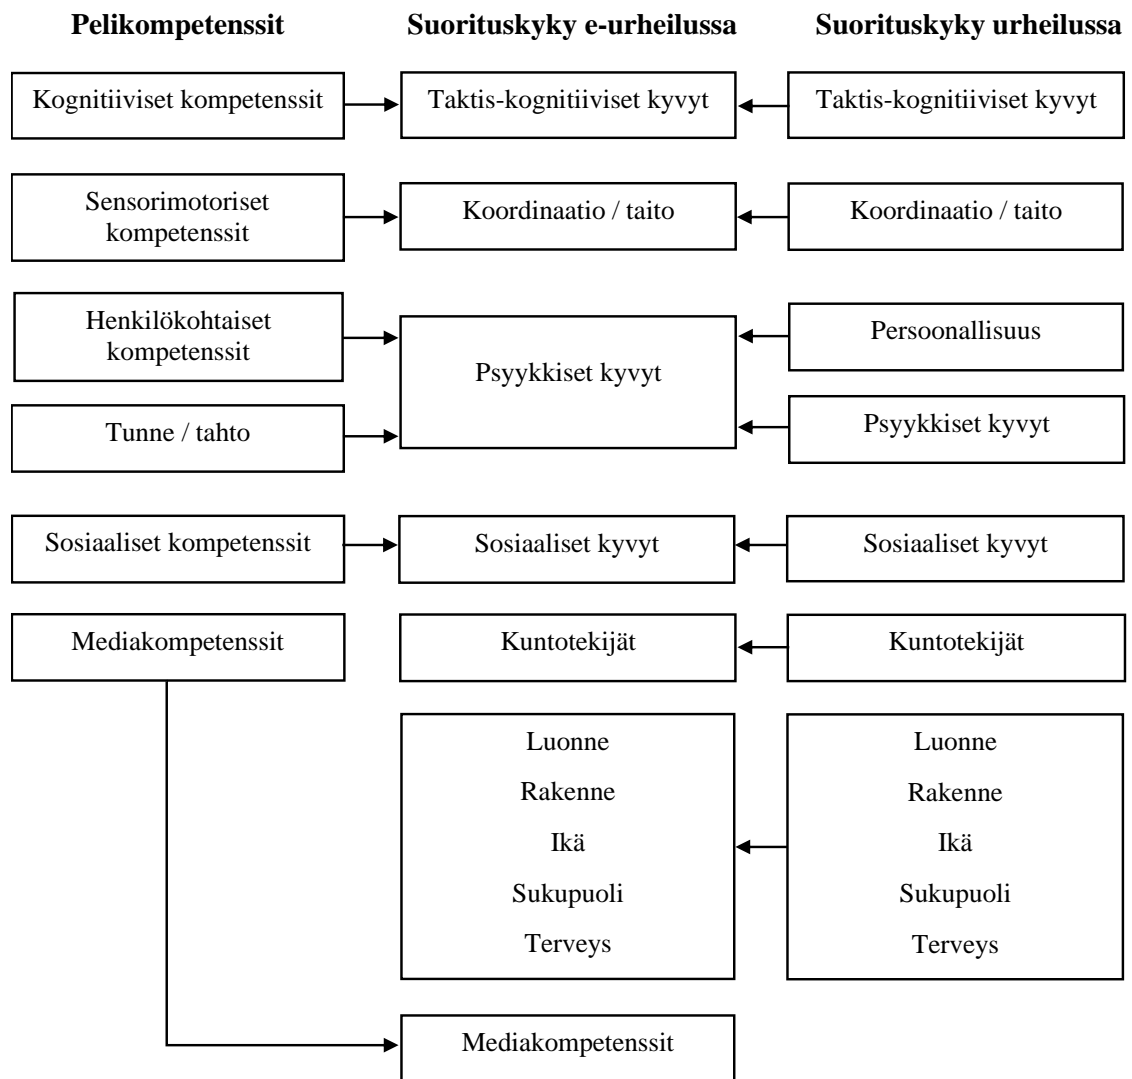 Pelikompetenssit Suorituskyky e-urheilussa Suorituskyky urheilussa
Kognitiiviset kompetenssit Taktis-kognitiiviset kyvyt Taktis-kognitiiviset kyvyt
Sensorimotoriset
kompetenssit
Koordinaatio / taito Koordinaatio / taito
Henkilökohtaiset
kompetenssit
Persoonallisuus
Psyykkiset kyvyt
Tunne / tahto Psyykkiset kyvyt
Sosiaaliset kompetenssit Sosiaaliset kyvyt Sosiaaliset kyvyt
Mediakompetenssit Kuntotekijät Kuntotekijät
Luonne Luonne
Rakenne Rakenne
Ikä Ikä
Sukupuoli Sukupuoli
Terveys Terveys
Mediakompetenssit